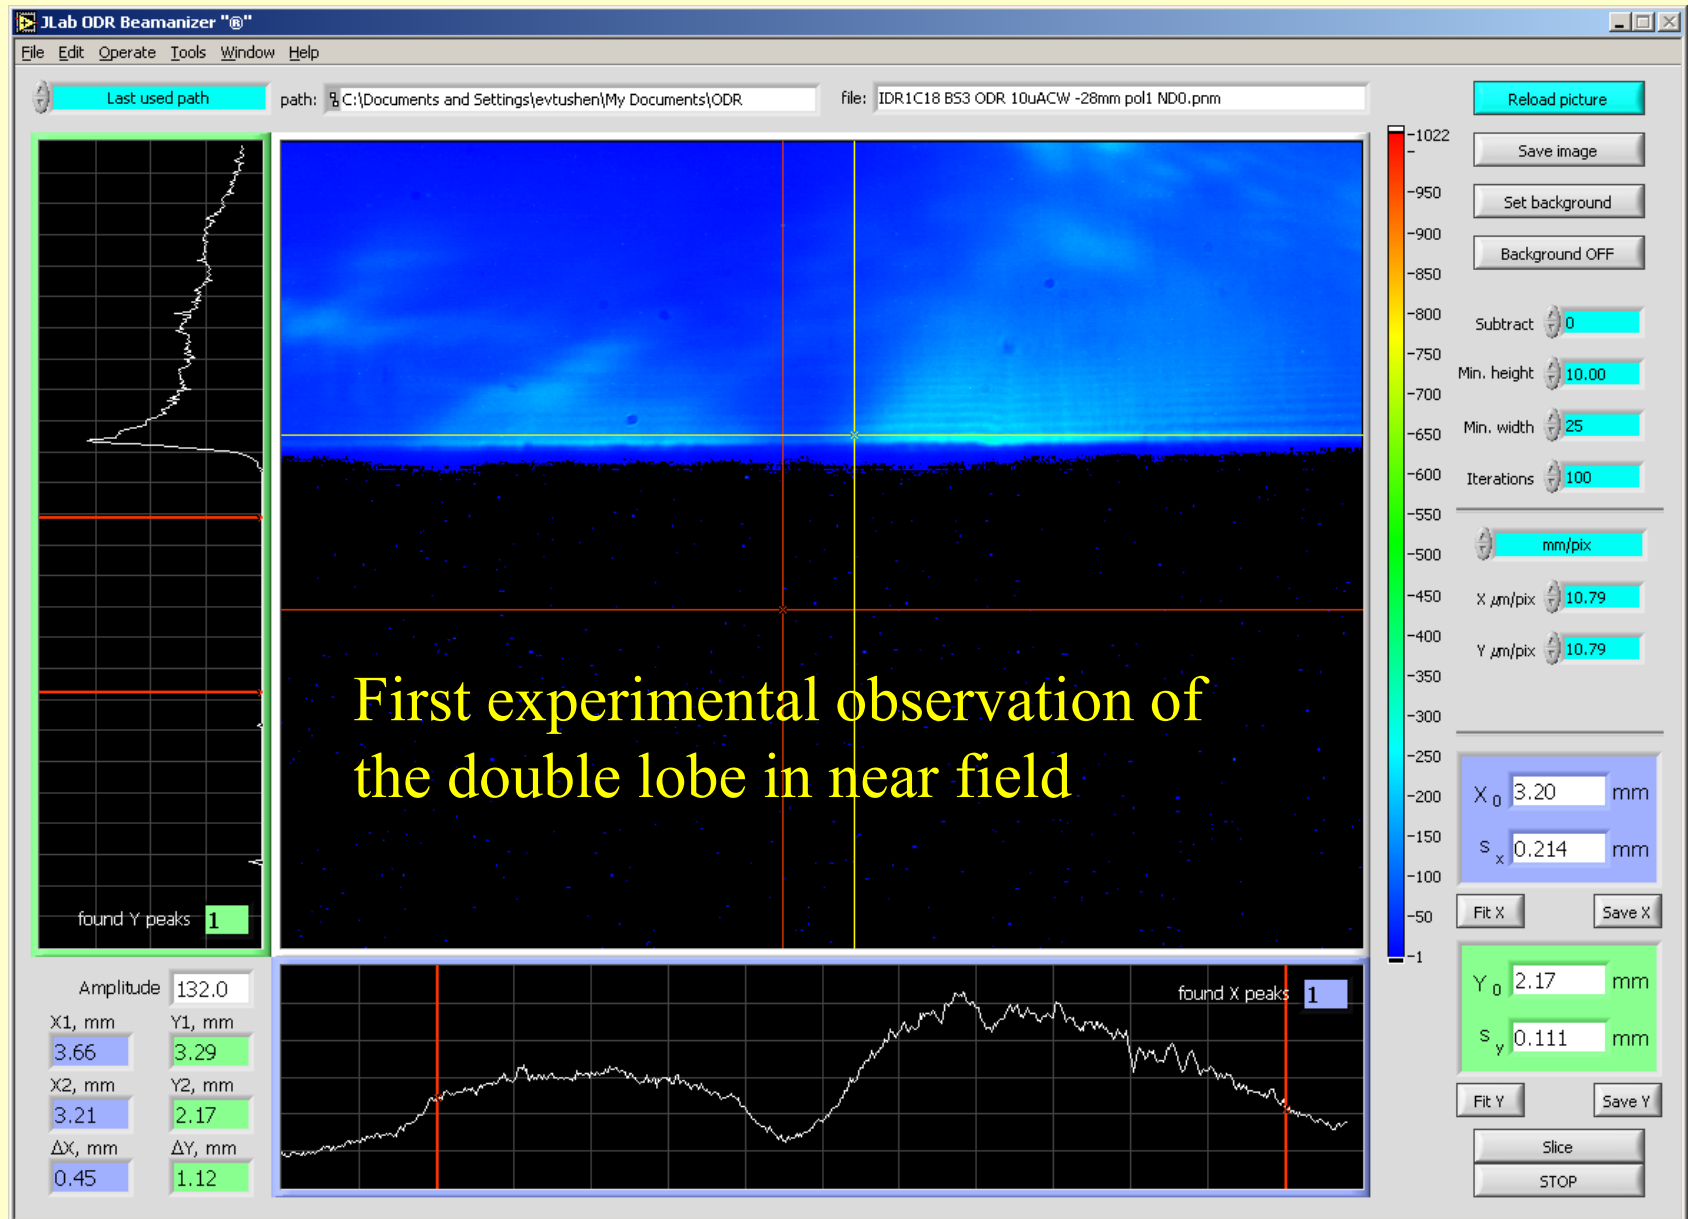 JLab ODR Beamanizer "®"
File Edit Operate Tools Window Help
Last used path
path: C:\Documents and Settings\evtushen\My Documents\ODR
file: IDR1C18 BS3 ODR 10uACW -28mm pol1 ND0.pnm
Reload picture
Save image
Set background
Background OFF
Subtract 0
Min. height 10.00
Min. width 25
Iterations 100
mm/pix
X µm/pix 10.79
Y µm/pix 10.79
-1022
-
-950
-900
-850
-800
-750
-700
-650
-600
-550
-500
-450
-400
-350
-300
-250
-200
-150
-100
-50
-1
First experimental observation of
the double lobe in near field
found Y peaks 1
X0 3.20 mm
Sx 0.214 mm
Fit X Save X
Y0 2.17 mm
Sy 0.111 mm
Fit Y Save Y
Slice
STOP
Amplitude 132.0
X1, mm Y1, mm
3.66 3.29
X2, mm Y2, mm
3.21 2.17
ΔX, mm ΔY, mm
0.45 1.12
found X peaks 1